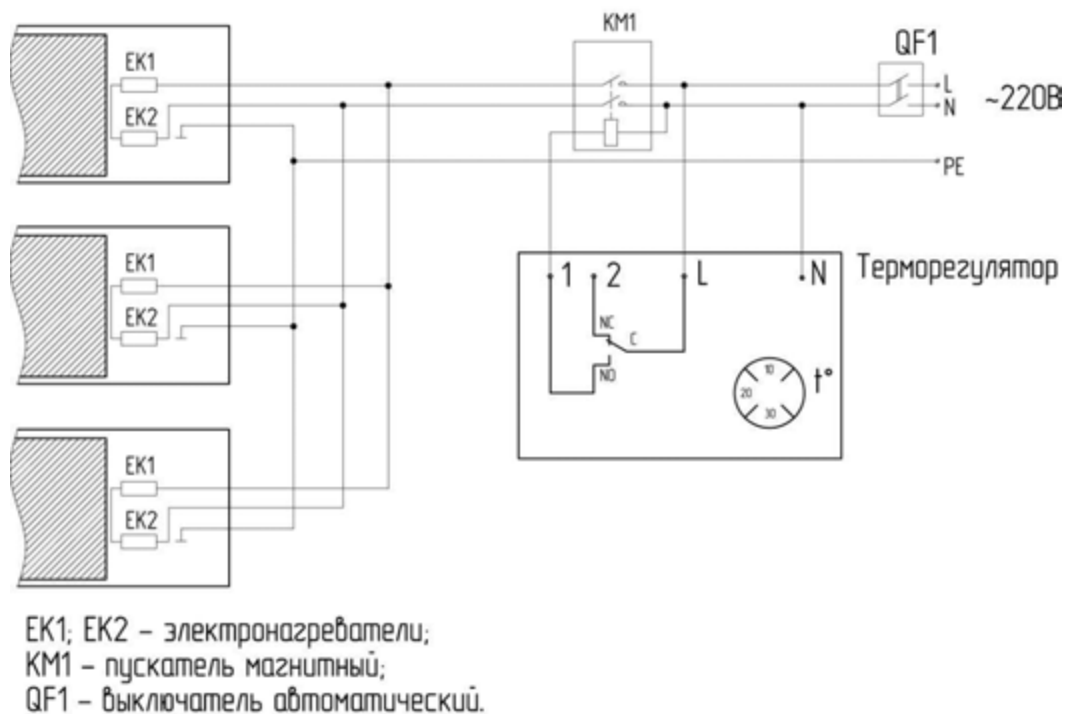 KM1
QF1
EK1
EK2
L
N
~220В
PE
EK1
EK2
1
2
L
N
Терморегулятор
NC
C
NO
10
20
30
t°
EK1
EK2
EK1; EK2 – электронагреватели;
KM1 – пускатель магнитный;
QF1 – выключатель автоматический.